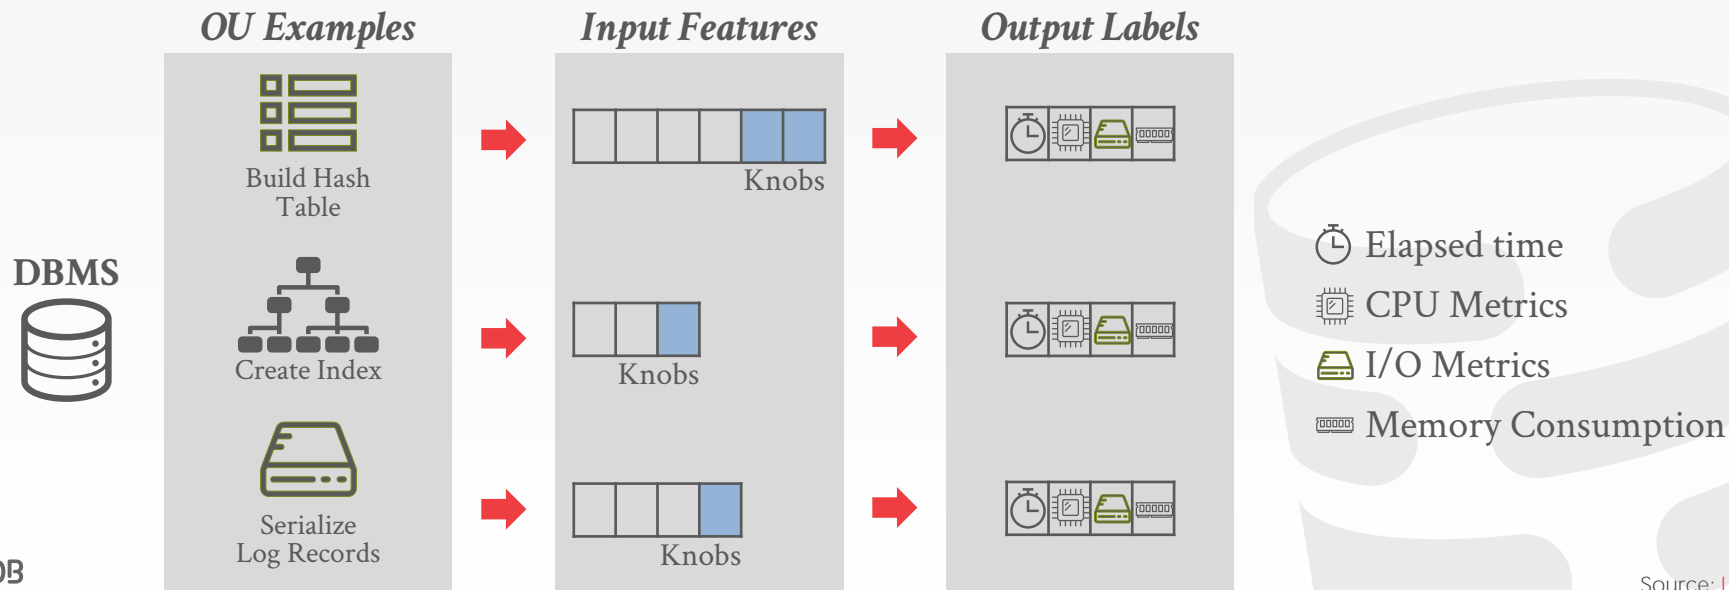 OU Examples
Input Features
Output Labels
Build Hash
Table
Knobs
DBMS
Create Index
Knobs
Serialize
Log Records
Knobs
Elapsed time
CPU Metrics
I/O Metrics
Memory Consumption
Source: